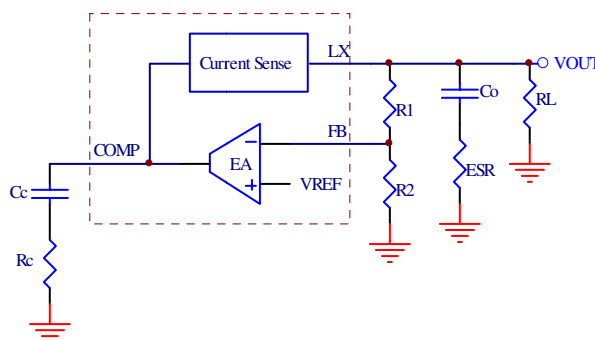 LX
Current Sense
VOUT
Co
R1
RL
FB
COMP
EA
ESR
VREF
R2
Cc
Rc